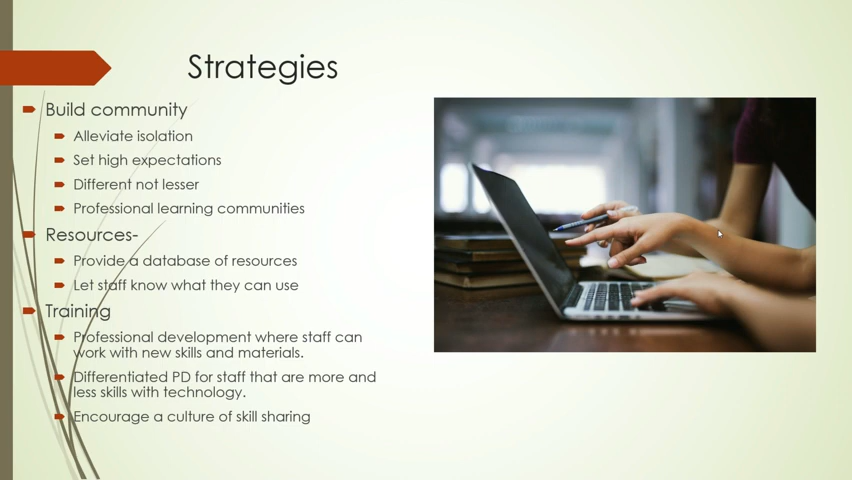 Strategies
Build community
Alleviate isolation
Set high expectations
Different not lesser
Professional learning communities
Resources-
Provide a database of resources
Let staff know what they can use
Training
Professional development where staff can
work with new skills and materials.
Differentiated PD for staff that are more and
less skills with technology.
Encourage a culture of skill sharing